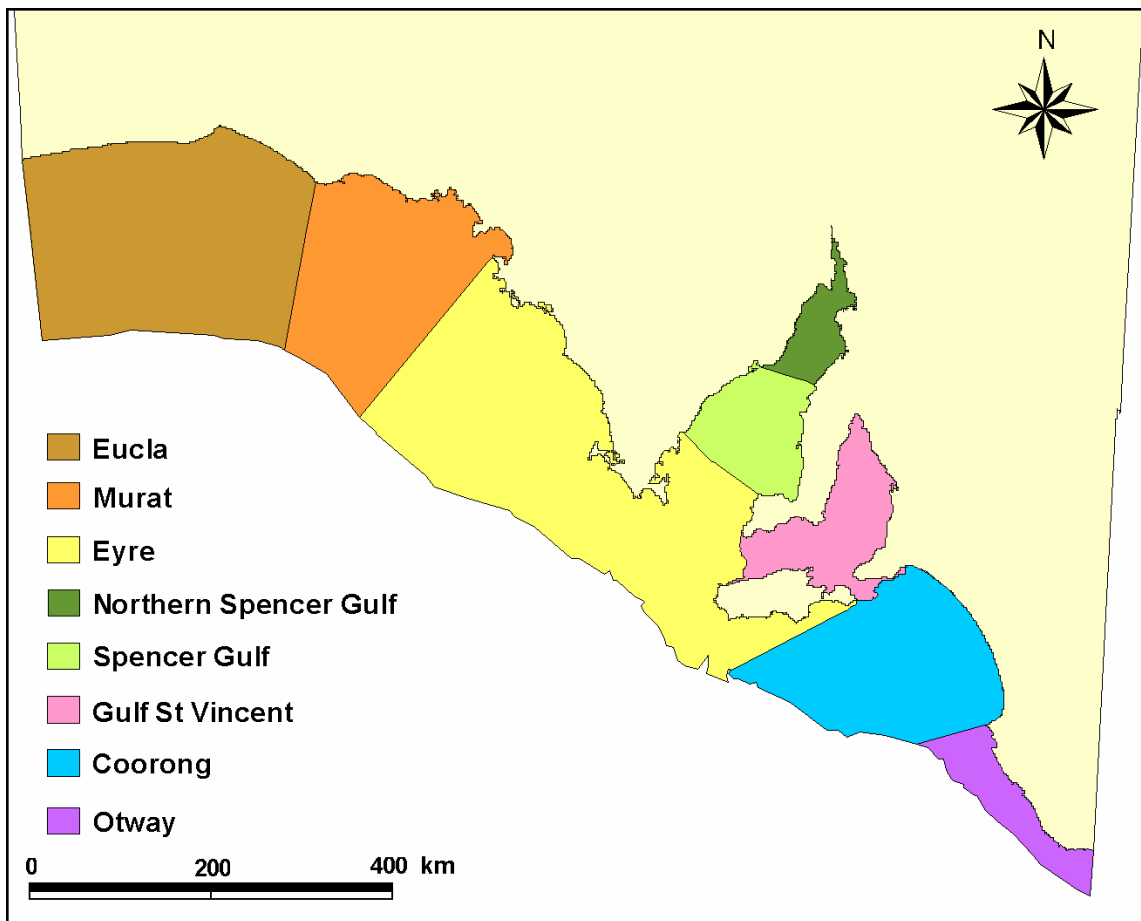 N
Eucla
Murat
Eyre
Northern Spencer Gulf
Spencer Gulf
Gulf St Vincent
Coorong
Otway
0 200 400 km